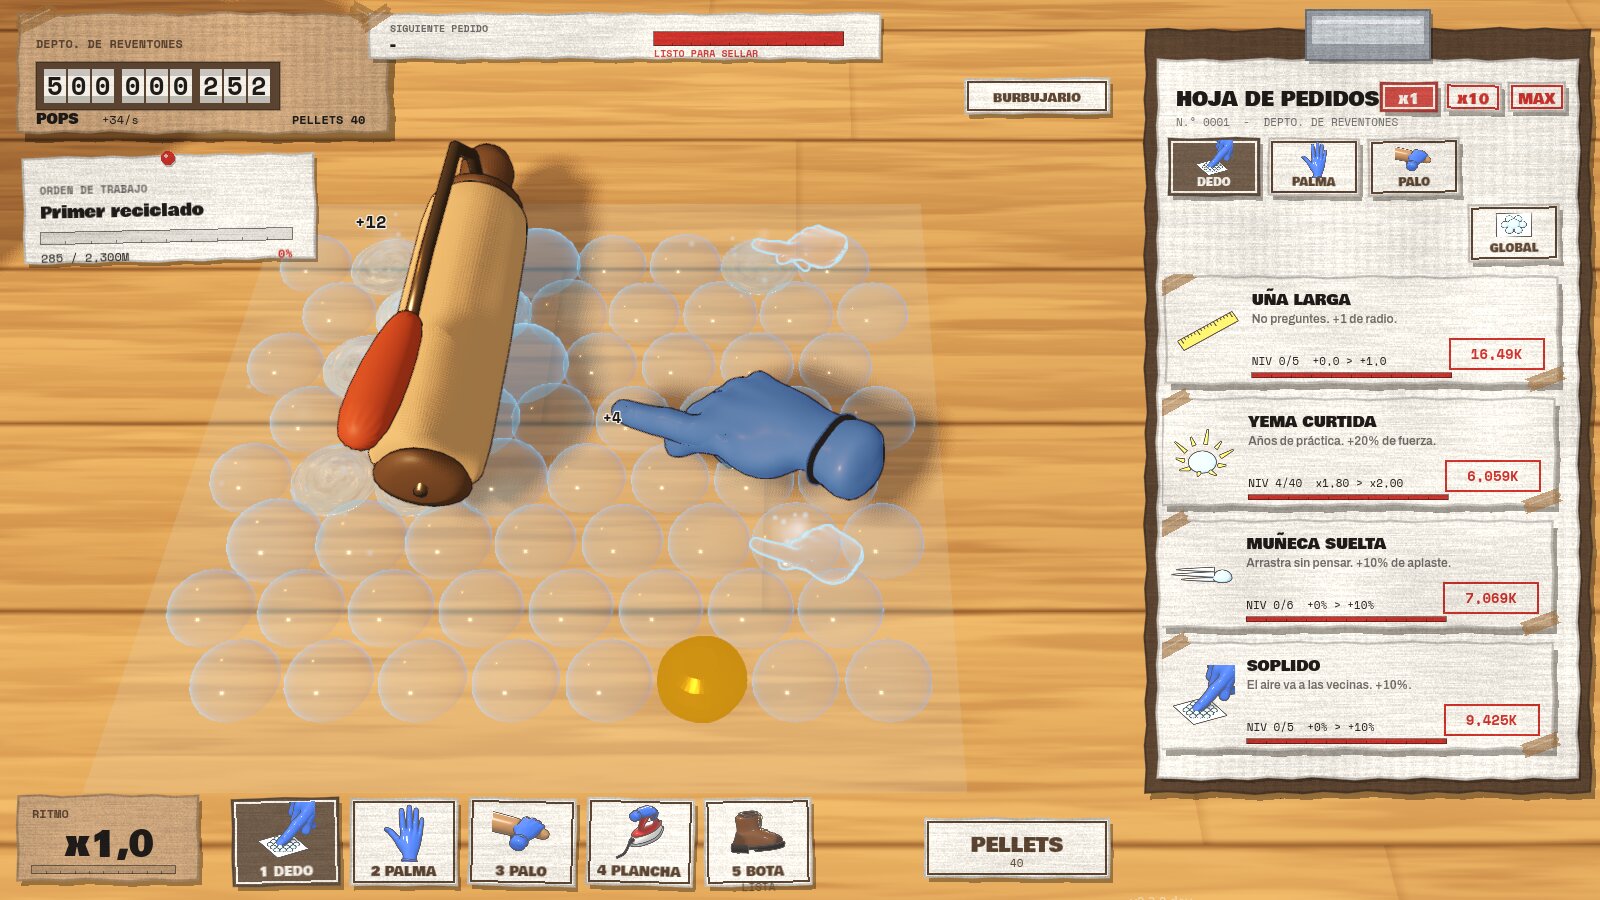 DEPTO. DE REVENTONES
500 000 252
POPS +34/s PELLETS 40
SIGUIENTE PEDIDO
-
LISTO PARA SELLAR
BURBUJARIO
ORDEN DE TRABAJO
Primer reciclado
285 / 2,300M 0%
+12
+4
HOJA DE PEDIDOS x1 x10 MAX
N.° 0001 - DEPTO. DE REVENTONES
DEDO PALMA PALO
GLOBAL
UÑA LARGA
No preguntes. +1 de radio.
NIV 0/5 +0,0 > +1,0 16,49K
YEMA CURTIDA
Años de práctica. +20% de fuerza.
NIV 4/40 x1,80 > x2,00 6,059K
MUÑECA SUELTA
Arrastra sin pensar. +10% de aplaste.
NIV 0/6 +0% > +10% 7,069K
SOPLIDO
El aire va a las vecinas. +10%.
NIV 0/5 +0% > +10% 9,425K
RITMO
x1,0
1 DEDO 2 PALMA 3 PALO 4 PLANCHA 5 BOTA
LISTA
PELLETS
40